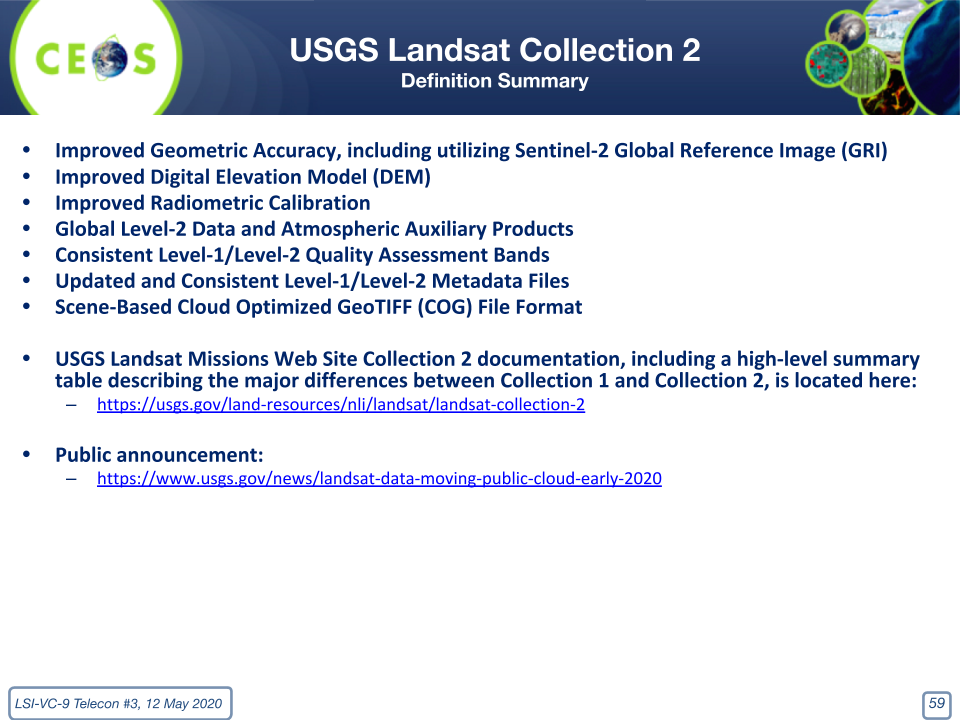 CEOS
USGS Landsat Collection 2
Definition Summary
• Improved Geometric Accuracy, including utilizing Sentinel-2 Global Reference Image (GRI)
• Improved Digital Elevation Model (DEM)
• Improved Radiometric Calibration
• Global Level-2 Data and Atmospheric Auxiliary Products
• Consistent Level-1/Level-2 Quality Assessment Bands
• Updated and Consistent Level-1/Level-2 Metadata Files
• Scene-Based Cloud Optimized GeoTIFF (COG) File Format
• USGS Landsat Missions Web Site Collection 2 documentation, including a high-level summary
table describing the major differences between Collection 1 and Collection 2, is located here:
– https://usgs.gov/land-resources/nli/landsat/landsat-collection-2
• Public announcement:
– https://www.usgs.gov/news/landsat-data-moving-public-cloud-early-2020
LSI-VC-9 Telecon #3, 12 May 2020
59